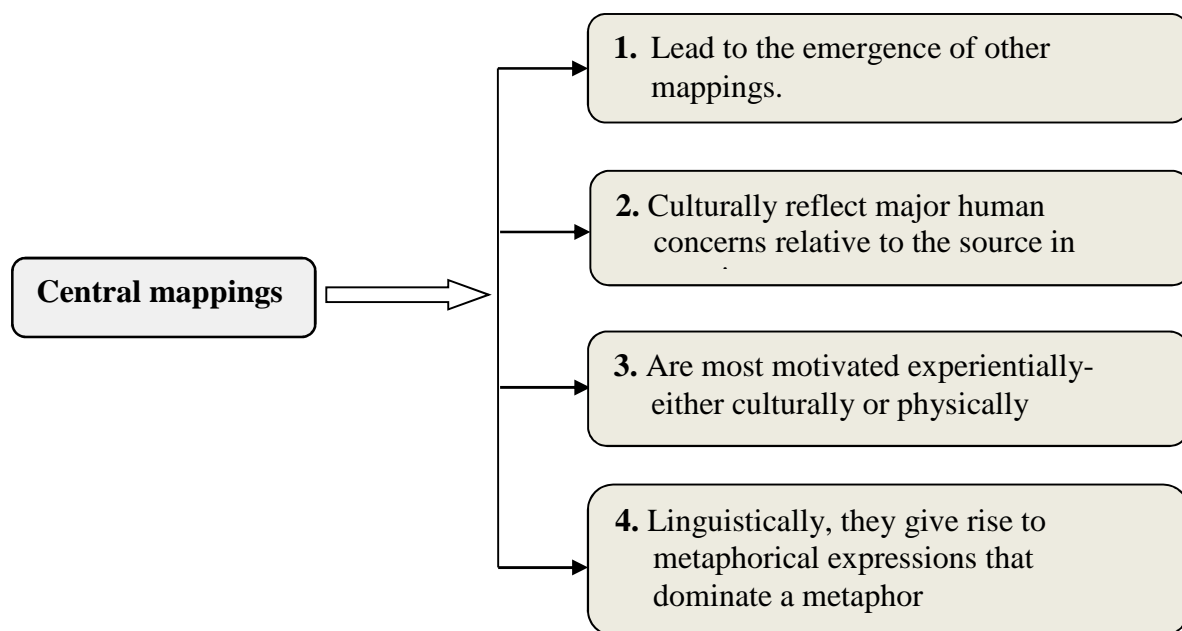 1. Lead to the emergence of other
mappings.
2. Culturally reflect major human
concerns relative to the source in
Central mappings
3. Are most motivated experientially-
either culturally or physically
4. Linguistically, they give rise to
metaphorical expressions that
dominate a metaphor